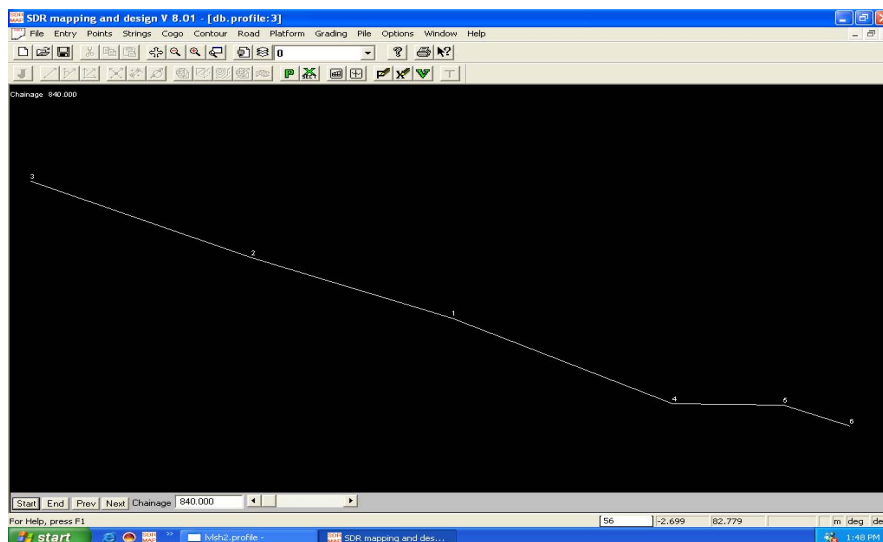 SDR mapping and design V 8.01 - [db.profile:3]
File Entry Points Strings Cogo Contour Road Platform Grading Pile Options Window Help
0
Chainage 840.000
3
2
1
4 5
6
Start End Prev Next Chainage 840.000
For Help, press F1 56 -2.699 82.779 m deg de
start lvlsh2.profile - SDR mapping and des... 1:48 PM